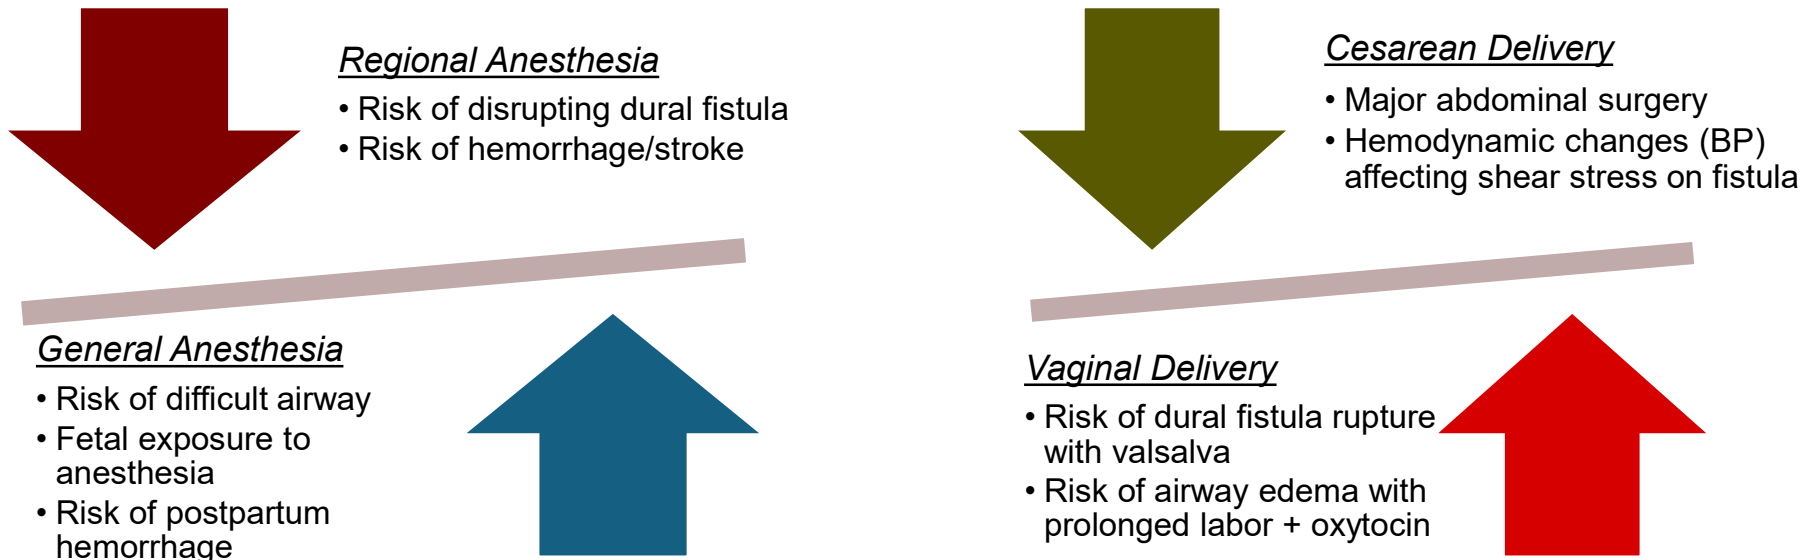 Regional Anesthesia
• Risk of disrupting dural fistula
• Risk of hemorrhage/stroke
General Anesthesia
• Risk of difficult airway
• Fetal exposure to
anesthesia
• Risk of postpartum
hemorrhage
Cesarean Delivery
• Major abdominal surgery
• Hemodynamic changes (BP)
affecting shear stress on fistula
Vaginal Delivery
• Risk of dural fistula rupture
with valsalva
• Risk of airway edema with
prolonged labor + oxytocin